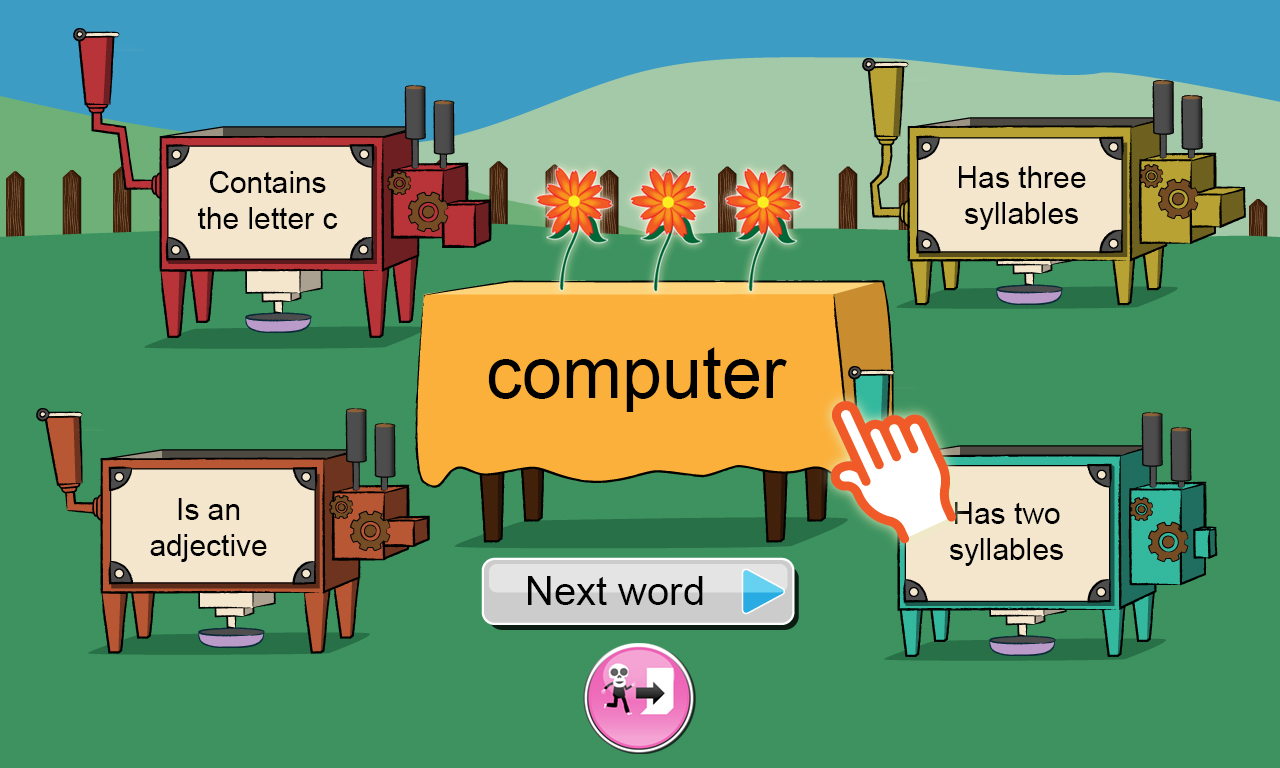 Contains
the letter c
Has three
syllables
computer
Is an
adjective
Has two
syllables
Next word